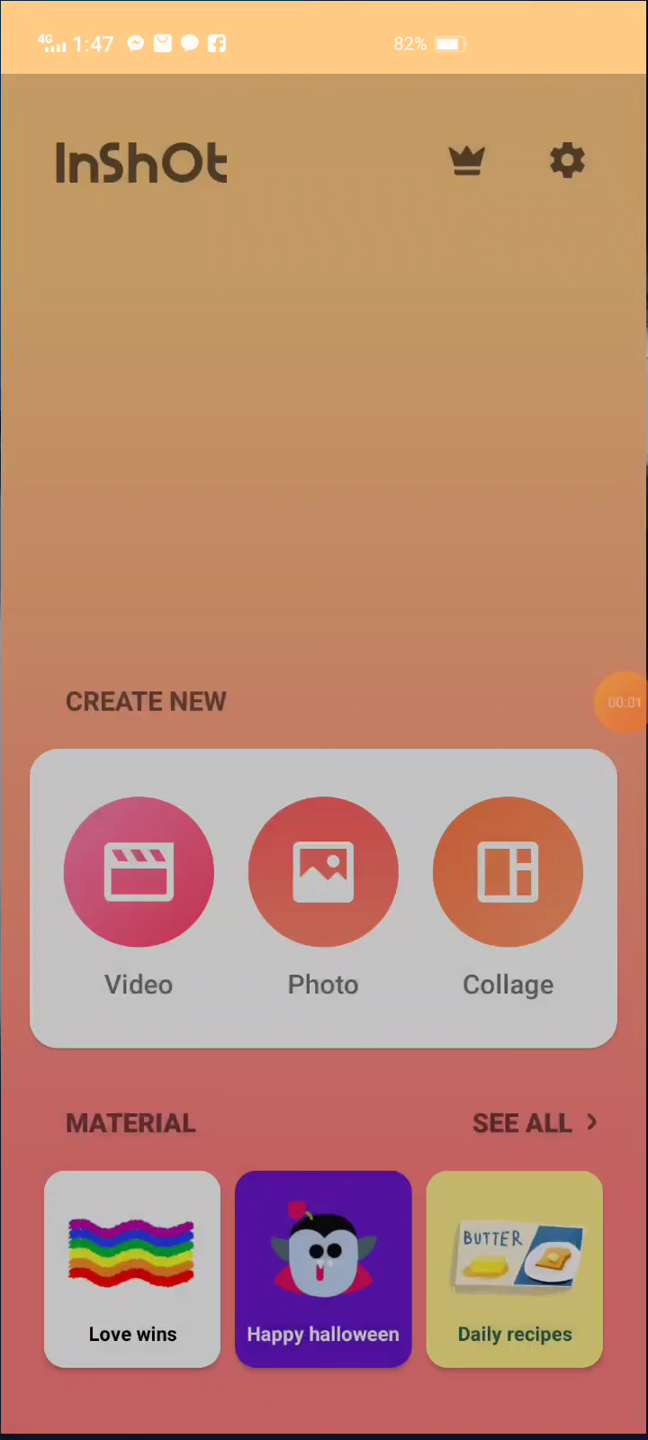 4G 1:47 82%
InShOt
CREATE NEW
00:01
Video Photo Collage
MATERIAL SEE ALL >
BUTTER
Love wins Happy halloween Daily recipes